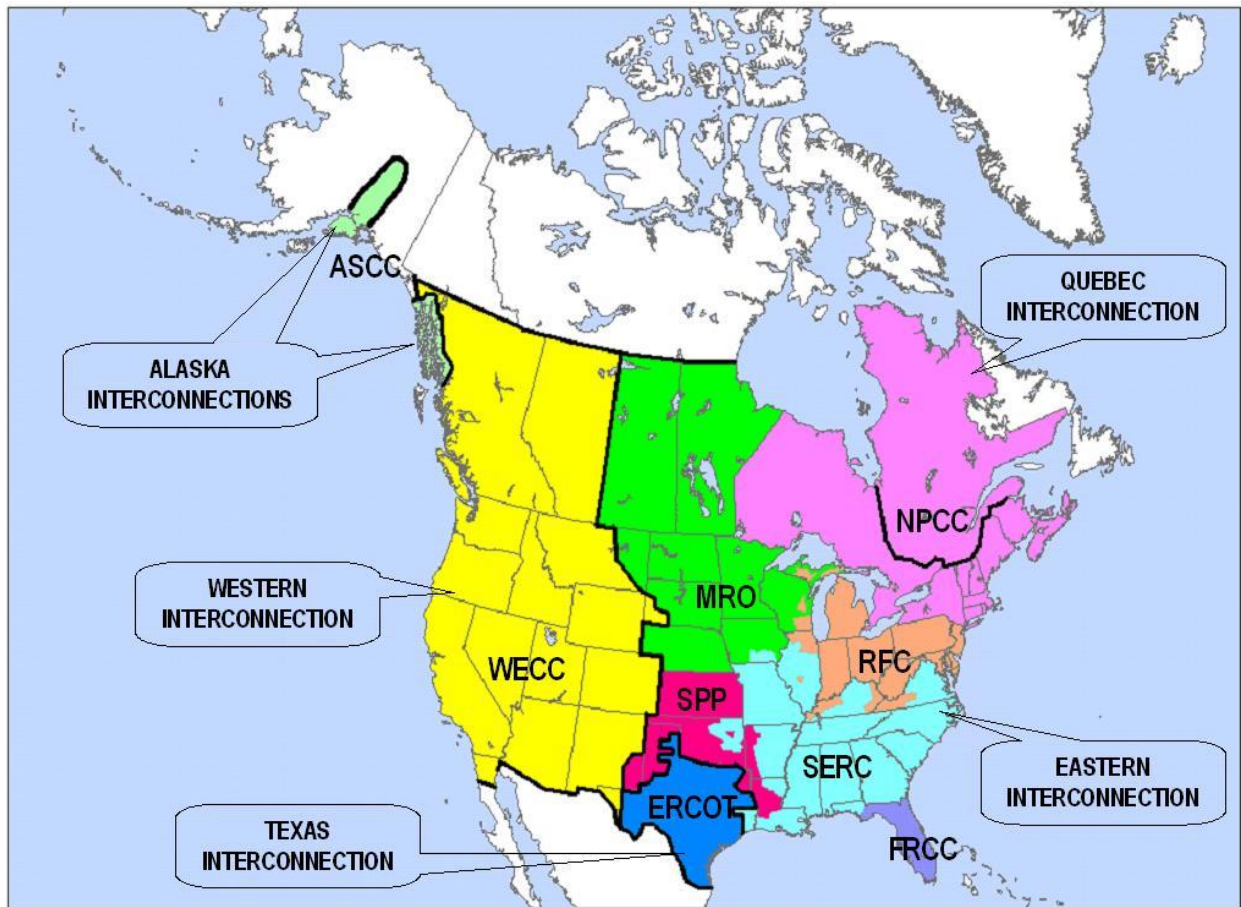 ASCC
QUEBEC
INTERCONNECTION
ALASKA
INTERCONNECTIONS
NPCC
WESTERN
INTERCONNECTION
MRO
WECC
RFC
SPP
SERC
EASTERN
INTERCONNECTION
ERCOT
TEXAS
INTERCONNECTION
FRCC